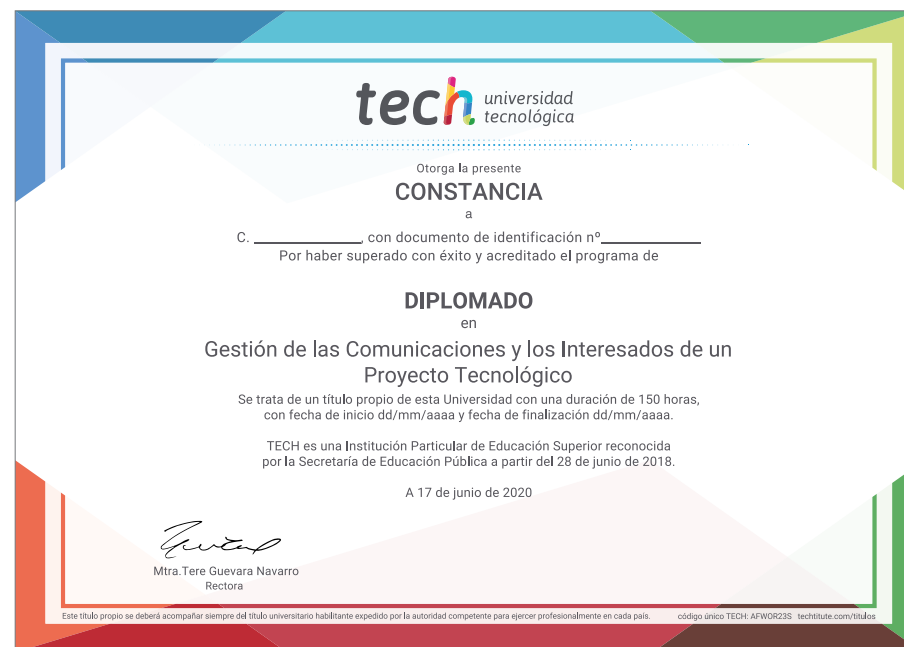 tech universidad
tecnológica
Otorga la presente
CONSTANCIA
a
C. ____________, con documento de identificación nº____________
Por haber superado con éxito y acreditado el programa de
DIPLOMADO
en
Gestión de las Comunicaciones y los Interesados de un
Proyecto Tecnológico
Se trata de un título propio de esta Universidad con una duración de 150 horas,
con fecha de inicio dd/mm/aaaa y fecha de finalización dd/mm/aaaa.
TECH es una Institución Particular de Educación Superior reconocida
por la Secretaría de Educación Pública a partir del 28 de junio de 2018.
A 17 de junio de 2020
Mtra.Tere Guevara Navarro
Rectora
Este título propio se deberá acompañar siempre del título universitario habilitante expedido por la autoridad competente para ejercer profesionalmente en cada país. código único TECH: AFWOR23S techtitute.com/titulos